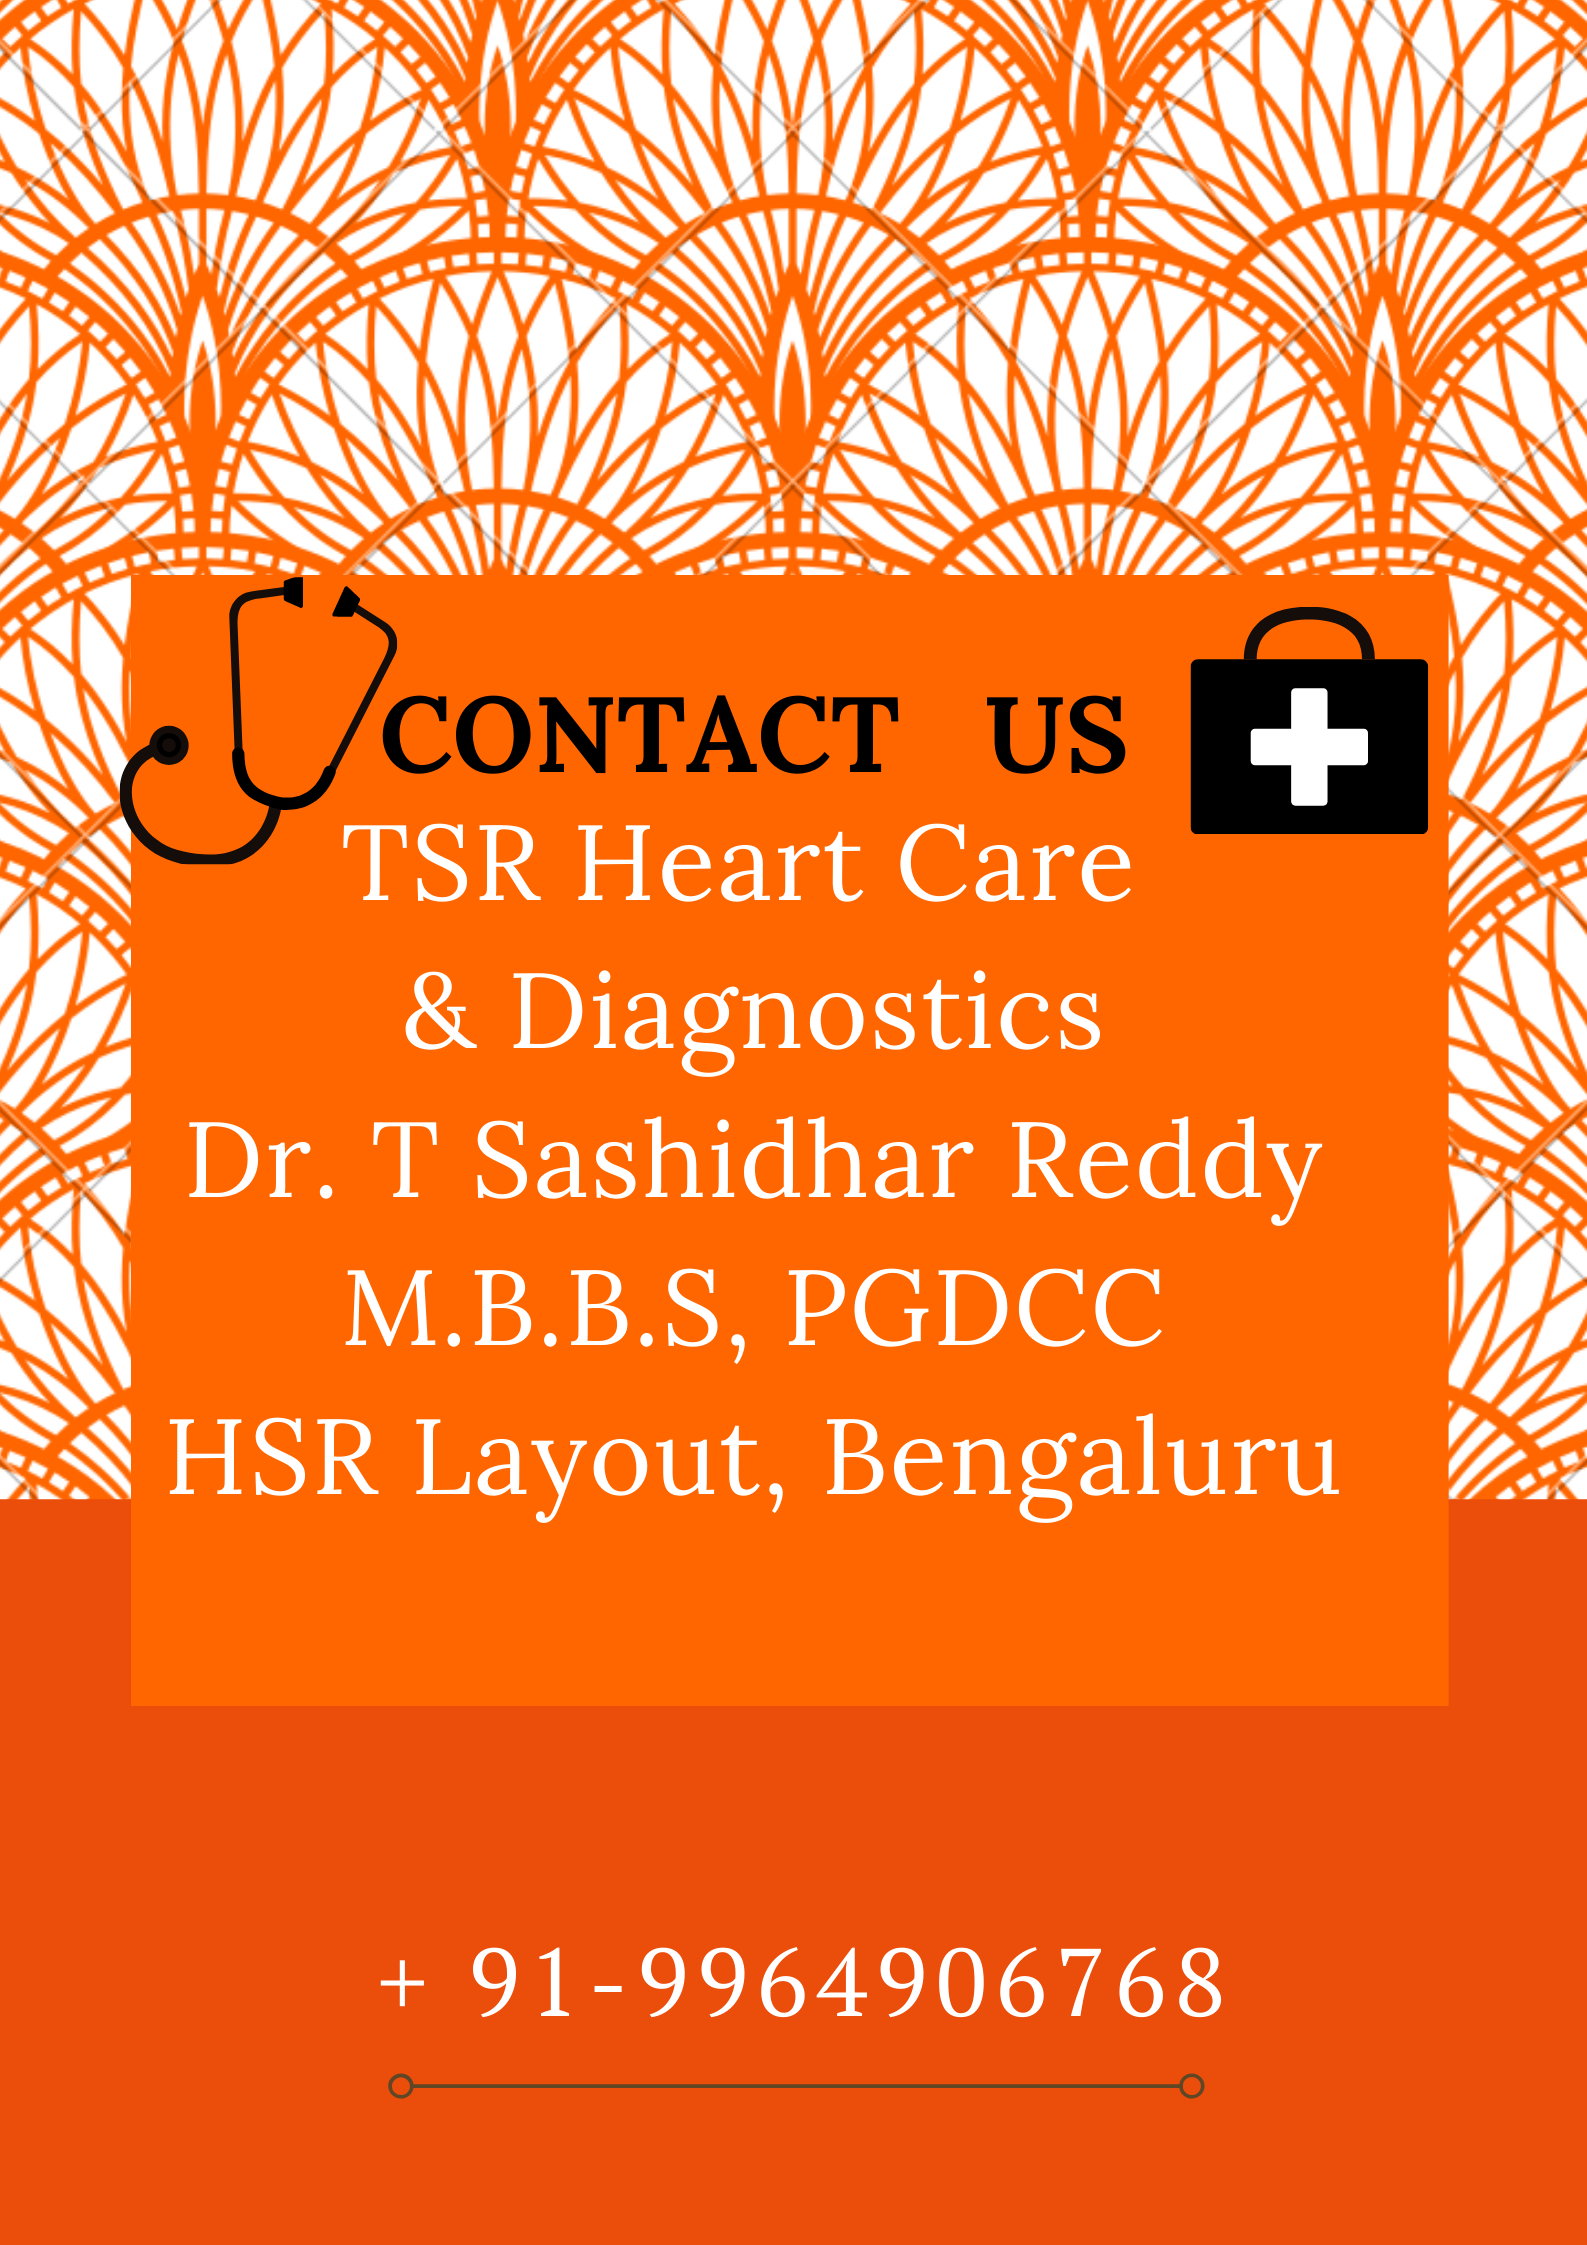 CONTACT US
TSR Heart Care
& Diagnostics
Dr. T Sashidhar Reddy
M.B.B.S, PGDCC
HSR Layout, Bengaluru
+ 91-9964906768